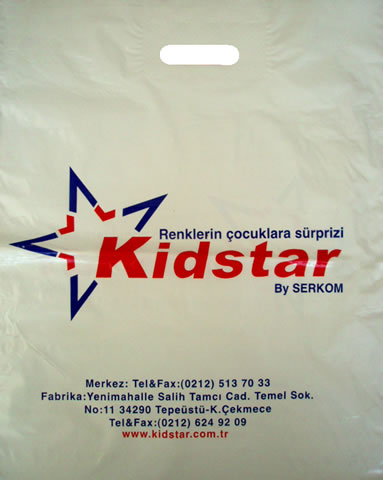 Renklerin çocuklara sürprizi
Kidstar
By SERKOM
Merkez: Tel&Fax:(0212) 513 70 33
Fabrika:Yenimahalle Salih Tamcı Cad. Temel Sok.
No:11 34290 Tepeüstü-K.Çekmece
Tel&Fax:(0212) 624 92 09
www.kidstar.com.tr